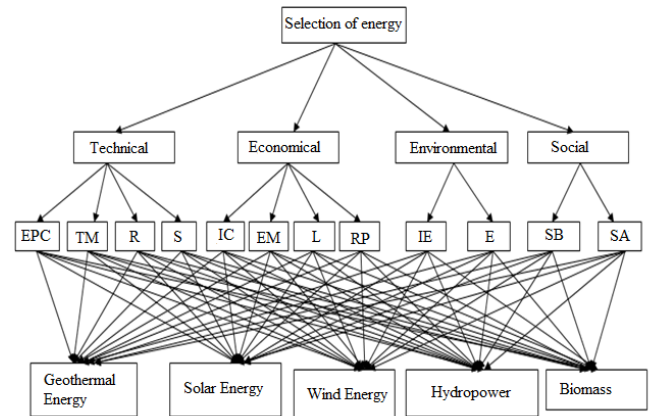 Selection of energy
Technical
Economical
Environmental
Social
EPC
TM
R
S
IC
EM
L
RP
IE
E
SB
SA
Geothermal
Energy
Solar Energy
Wind Energy
Hydropower
Biomass